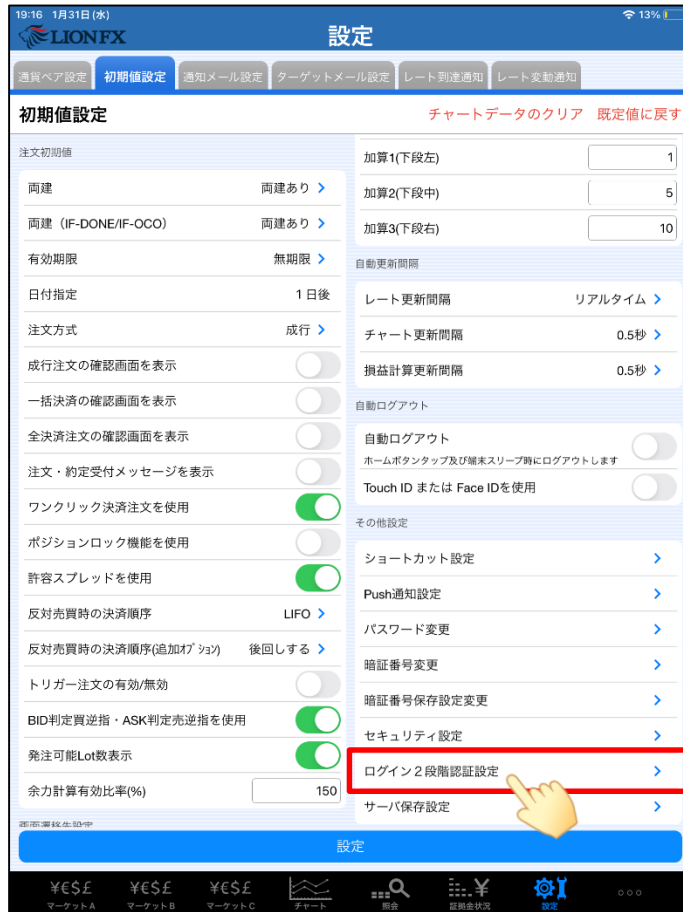 19:16 1月31日(水)
13%
LION FX
設定
通貨ペア設定
初期値設定
通知メール設定
ターゲットメール設定
レート到達通知
レート変動通知
初期値設定
チャートデータのクリア
既定値に戻す
注文初期値
両建
両建あり
両建（IF-DONE/IF-OCO）
両建あり
有効期限
無期限
日付指定
1 日後
注文方式
成行
成行注文の確認画面を表示
一括決済の確認画面を表示
全決済注文の確認画面を表示
注文・約定受付メッセージを表示
ワンクリック決済注文を使用
ポジションロック機能を使用
許容スプレッドを使用
反対売買時の決済順序
LIFO
反対売買時の決済順序(追加ｵﾌﾟｼｮﾝ)
後回しする
トリガー注文の有効/無効
BID判定買逆指・ASK判定売逆指を使用
発注可能Lot数表示
余力計算有効比率(%)
150
加算1(下段左)
1
加算2(下段中)
5
加算3(下段右)
10
自動更新間隔
レート更新間隔
リアルタイム
チャート更新間隔
0.5秒
損益計算更新間隔
0.5秒
自動ログアウト
自動ログアウト
ホームボタンタップ及び端末スリープ時にログアウトします
Touch ID または Face IDを使用
その他設定
ショートカット設定
Push通知設定
パスワード変更
暗証番号変更
暗証番号保存設定変更
セキュリティ設定
ログイン２段階認証設定
サーバ保存設定
設定
¥€$£
マーケットA
¥€$£
マーケットB
¥€$£
マーケットC
チャート
照会
証拠金状況
設定